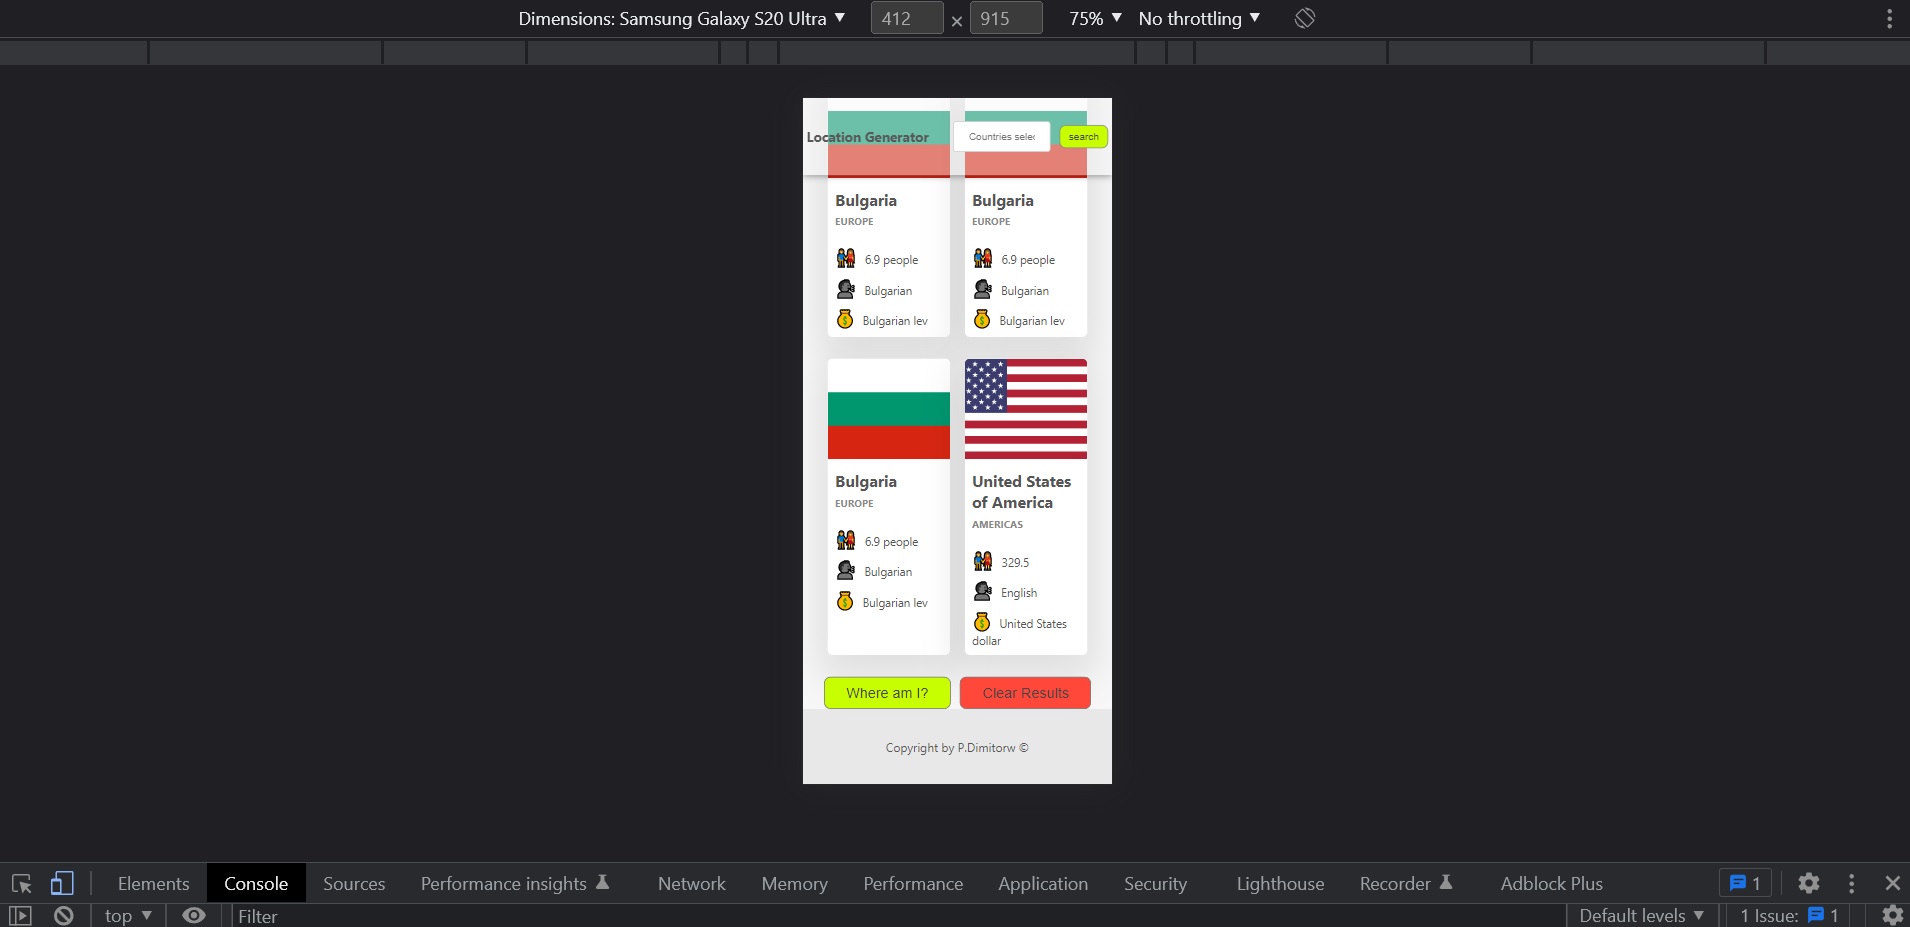 Dimensions: Samsung Galaxy S20 Ultra ▼ 412 × 915 75% ▼ No throttling ▼
Location Generator Countries selec search
Bulgaria Bulgaria
EUROPE EUROPE
6.9 people 6.9 people
Bulgarian Bulgarian
Bulgarian lev Bulgarian lev
Bulgaria
EUROPE
6.9 people
Bulgarian
Bulgarian lev
United States
of America
AMERICAS
329.5
English
United States
dollar
Where am I? Clear Results
Copyright by P.Dimitorw ©
Elements Console Sources Performance insights Network Memory Performance Application Security Lighthouse Recorder Adblock Plus 1
top ▼ Filter Default levels ▼ 1 Issue: 1